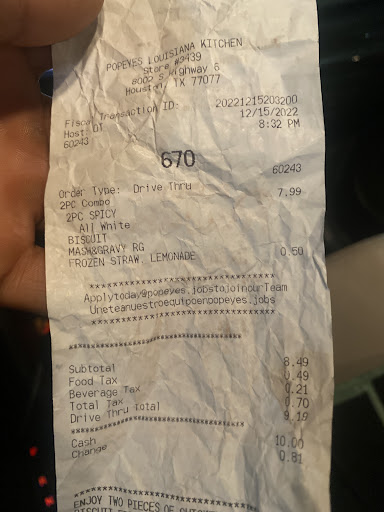 POPEYES LOUISIANA KITCHEN
Store #3439
8002 S Highway 6
Houston, TX 77077
Fiscal Transaction ID: 20221215203200
Host: DT 12/15/2022
60243 8:32 PM
670
60243
Order Type: Drive Thru
2PC Combo 7.99
2PC SPICY
All White
BISCUIT
MASH&GRAVY RG
FROZEN STRAW. LEMONADE 0.50
********************************
Applytoday@popeyes.jobstojoinourTeam
Uneteanuestroequipoenpopeyes.jobs
********************************
********************************
Subtotal 8.49
Food Tax 0.49
Beverage Tax 0.21
Total Tax 0.70
Drive Thru Total 9.19
********************************
Cash 10.00
Change 0.81
ENJOY TWO PIECES OF
BISCUIT